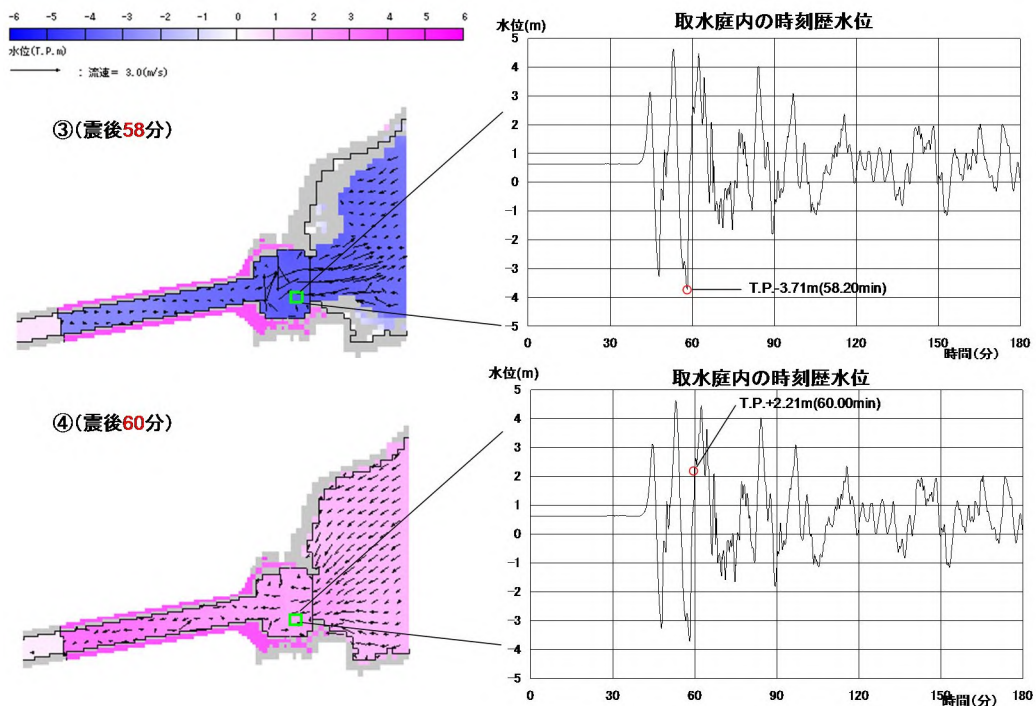 -6 -5 -4 -3 -2 -1 0 1 2 3 4 5 6
水位(T.P.m)
: 流速= 3.0(m/s)
③(震後58分)
水位(m)
取水庭内の時刻歴水位
5
4
3
2
1
0
-1
-2
-3
-4
-5
T.P.-3.71m(58.20min)
0 30 60 90 120 150 180
時間(分)
④(震後60分)
水位(m)
取水庭内の時刻歴水位
T.P.+2.21m(60.00min)
5
4
3
2
1
0
-1
-2
-3
-4
-5
0 30 60 90 120 150 180
時間(分)